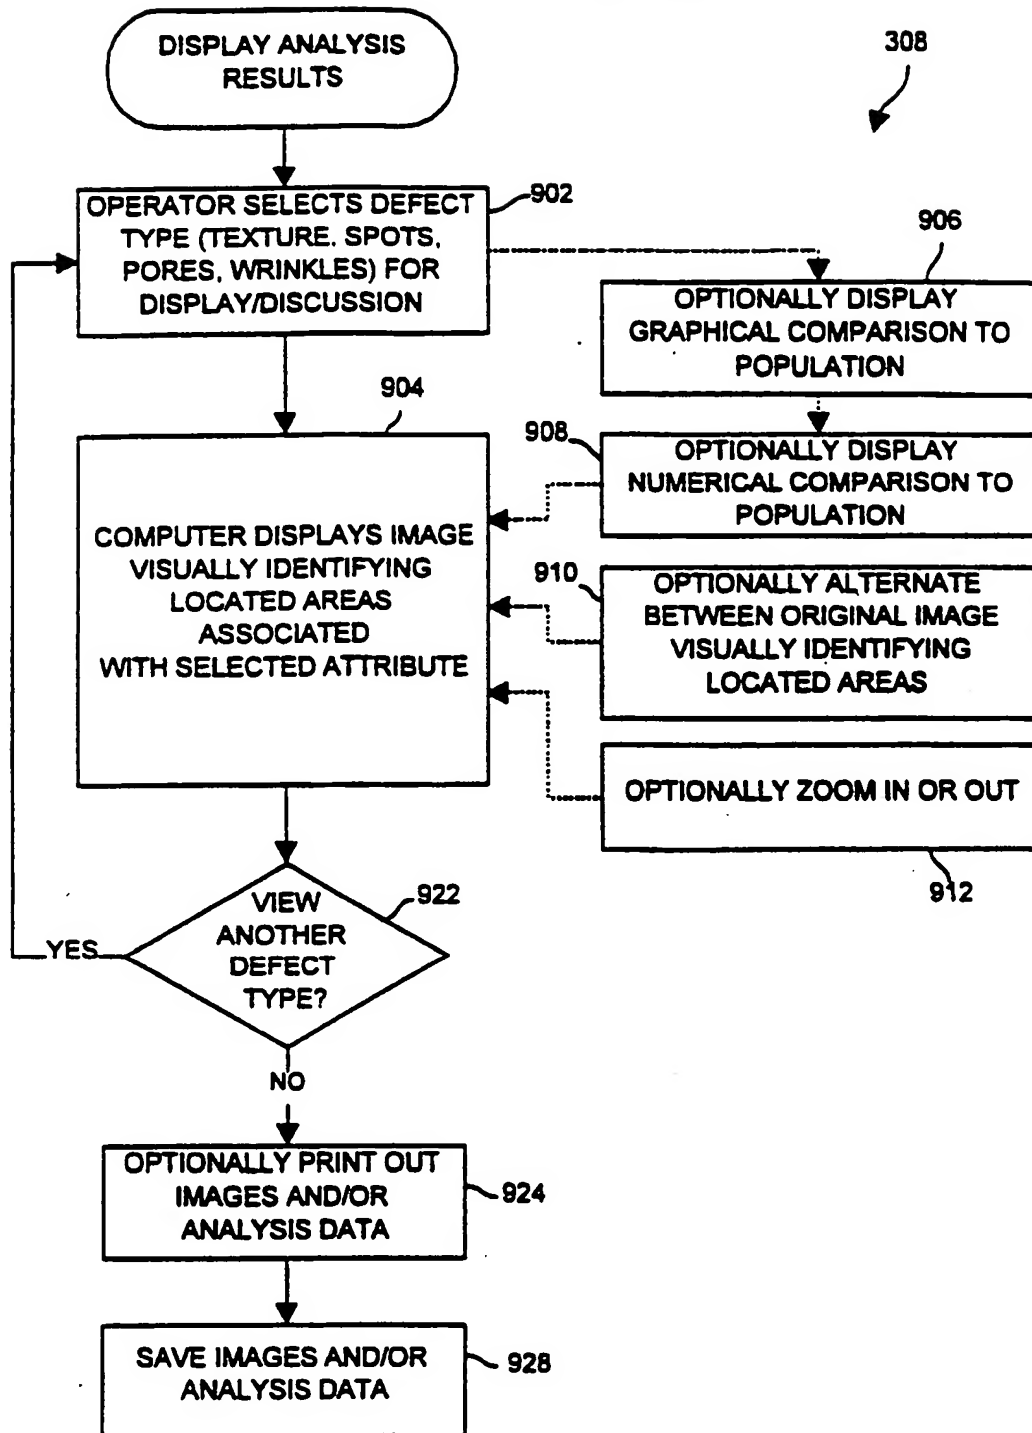 DISPLAY ANALYSIS
RESULTS
308
OPERATOR SELECTS DEFECT
TYPE (TEXTURE. SPOTS,
PORES, WRINKLES) FOR
DISPLAY/DISCUSSION
902
906
OPTIONALLY DISPLAY
GRAPHICAL COMPARISON TO
POPULATION
904
COMPUTER DISPLAYS IMAGE
VISUALLY IDENTIFYING
LOCATED AREAS
ASSOCIATED
WITH SELECTED ATTRIBUTE
908
OPTIONALLY DISPLAY
NUMERICAL COMPARISON TO
POPULATION
910
OPTIONALLY ALTERNATE
BETWEEN ORIGINAL IMAGE
VISUALLY IDENTIFYING
LOCATED AREAS
OPTIONALLY ZOOM IN OR OUT
912
VIEW
ANOTHER
DEFECT
TYPE?
922
YES
NO
OPTIONALLY PRINT OUT
IMAGES AND/OR
ANALYSIS DATA
924
SAVE IMAGES AND/OR
ANALYSIS DATA
928